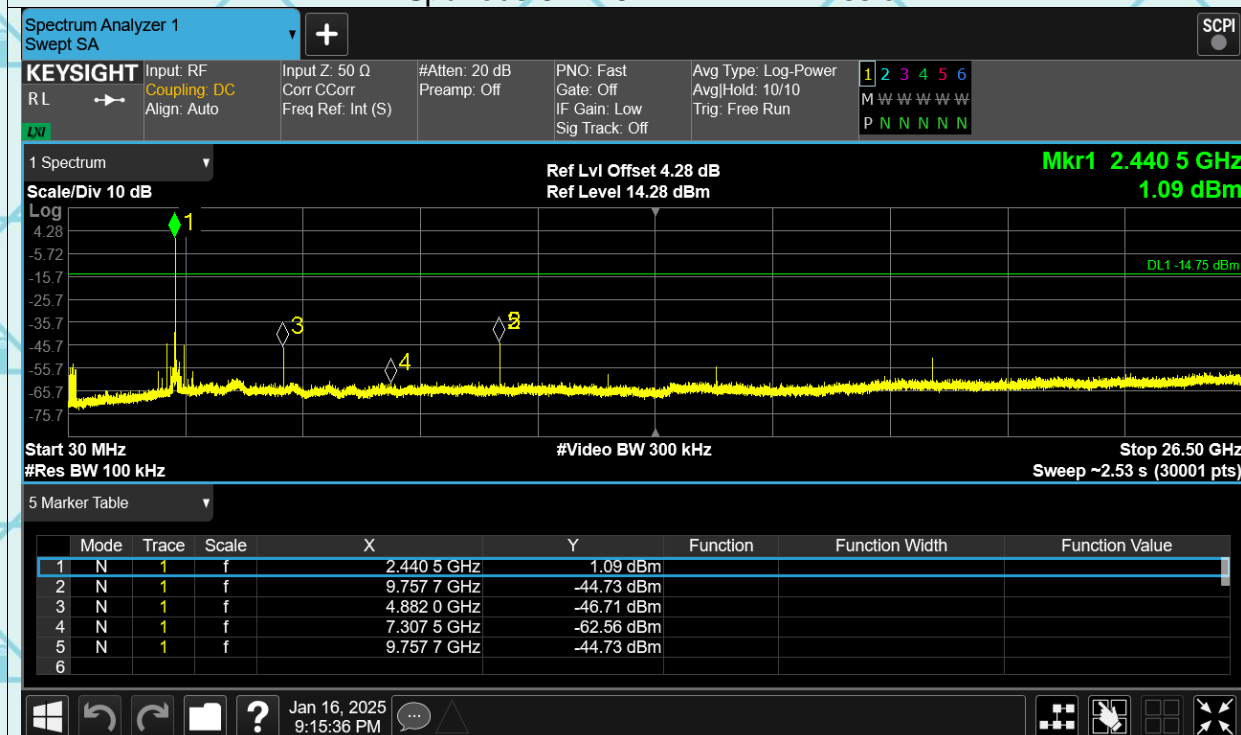 Spectrum Analyzer 1
Swept SA
SCPI
KEYSIGHT
RL
LXI
Input: RF
Coupling: DC
Align: Auto
Input Z: 50 Ω
Corr CCorr
Freq Ref: Int (S)
#Atten: 20 dB
Preamp: Off
PNO: Fast
Gate: Off
IF Gain: Low
Sig Track: Off
Avg Type: Log-Power
Avg|Hold: 10/10
Trig: Free Run
1 2 3 4 5 6
M W W W W W
P N N N N N
1 Spectrum
Scale/Div 10 dB
Ref Lvl Offset 4.28 dB
Ref Level 14.28 dBm
Mkr1 2.440 5 GHz
1.09 dBm
Log
4.28
-5.72
-15.7
-25.7
-35.7
-45.7
-55.7
-65.7
-75.7
1
3
4
DL1 -14.75 dBm
Start 30 MHz
#Video BW 300 kHz
Stop 26.50 GHz
#Res BW 100 kHz
Sweep ~2.53 s (30001 pts)
5 Marker Table
Mode Trace Scale X Y Function Function Width Function Value
1 N 1 f 2.440 5 GHz 1.09 dBm
2 N 1 f 9.757 7 GHz -44.73 dBm
3 N 1 f 4.882 0 GHz -46.71 dBm
4 N 1 f 7.307 5 GHz -62.56 dBm
5 N 1 f 9.757 7 GHz -44.73 dBm
6
?
Jan 16, 2025
9:15:36 PM